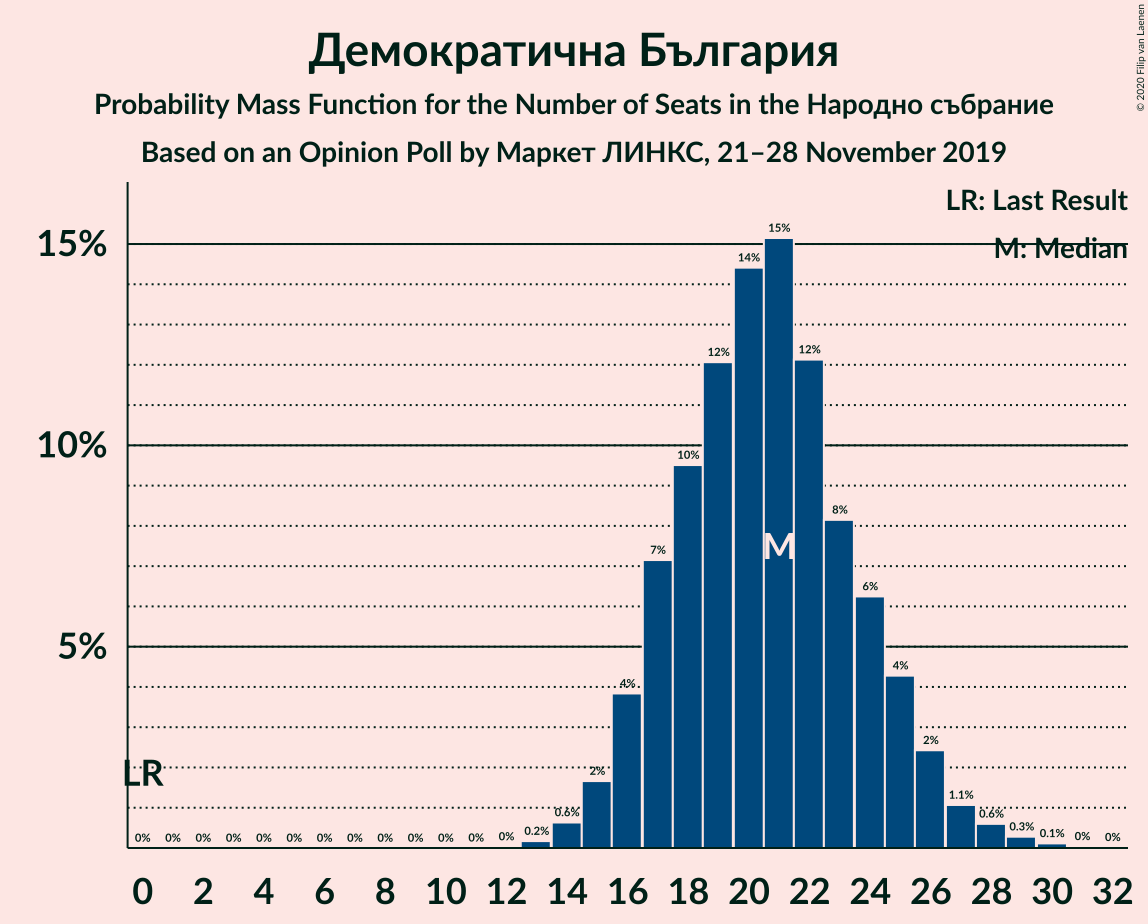 Демократична България
Probability Mass Function for the Number of Seats in the Народно събрание
Based on an Opinion Poll by Маркет ЛИНКС, 21–28 November 2019
© 2020 Filip van Laenen
LR: Last Result
M: Median
15%
10%
5%
0% 0% 0% 0% 0% 0% 0% 0% 0% 0% 0% 0% 0% 0.2% 0.6% 2% 4% 7% 10% 12% 14% 15% 12% 8% 6% 4% 2% 1.1% 0.6% 0.3% 0.1% 0% 0%
M
LR
0 2 4 6 8 10 12 14 16 18 20 22 24 26 28 30 32